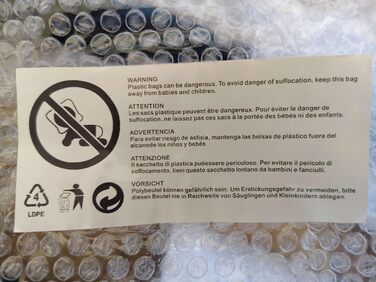 WARNING
Plastic bags can be dangerous. To avoid danger of suffocation, keep this bag
away from babies and children.
ATTENTION
Les sacs plastique peuvent être dangereux. Pour éviter le danger de
suffocation, ne laissez pas ces sacs à la portée des bébés ni des enfants.
ADVERTENCIA
Para evitar riesgo de asfixia, mantenga las bolsas de plástico fuera del
alcanede los niños y bebés
ATTENZIONE
Il sacchetto di plastica puòessere pericoloso. Per evitare il pericolo di
soffocamento, tieni questo sacchetto lontano da bambini e fanciulli.
VORSICHT
Polybeutel können gefährlich sein. Um Erstickungsgefahr zu vermeiden, bitte
diesen Beutel nie in Reichweite von Säuglingen und Kleinkindern ablegen.
4
LDPE